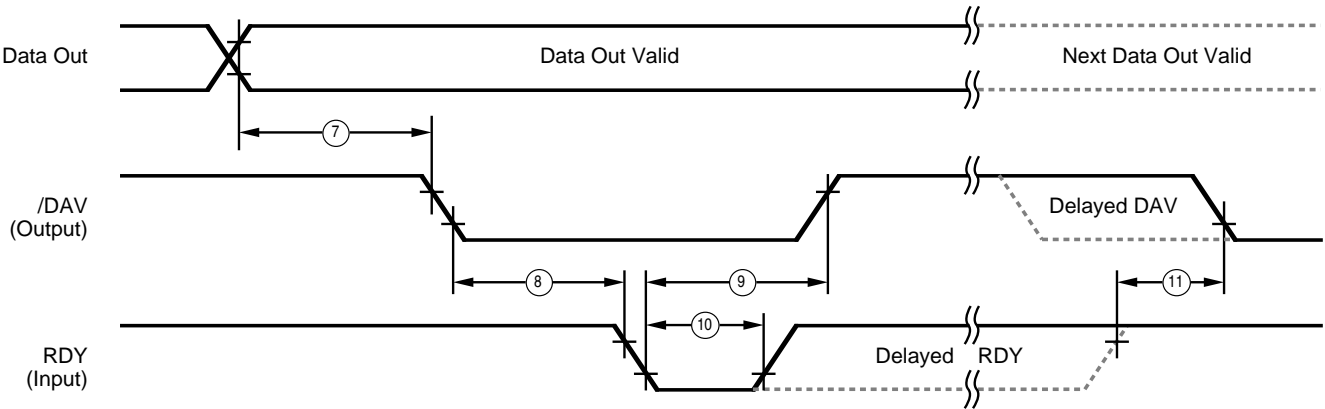 Data Out
Data Out Valid
Next Data Out Valid
7
/DAV
(Output)
Delayed DAV
8
9
11
10
RDY
(Input)
Delayed RDY